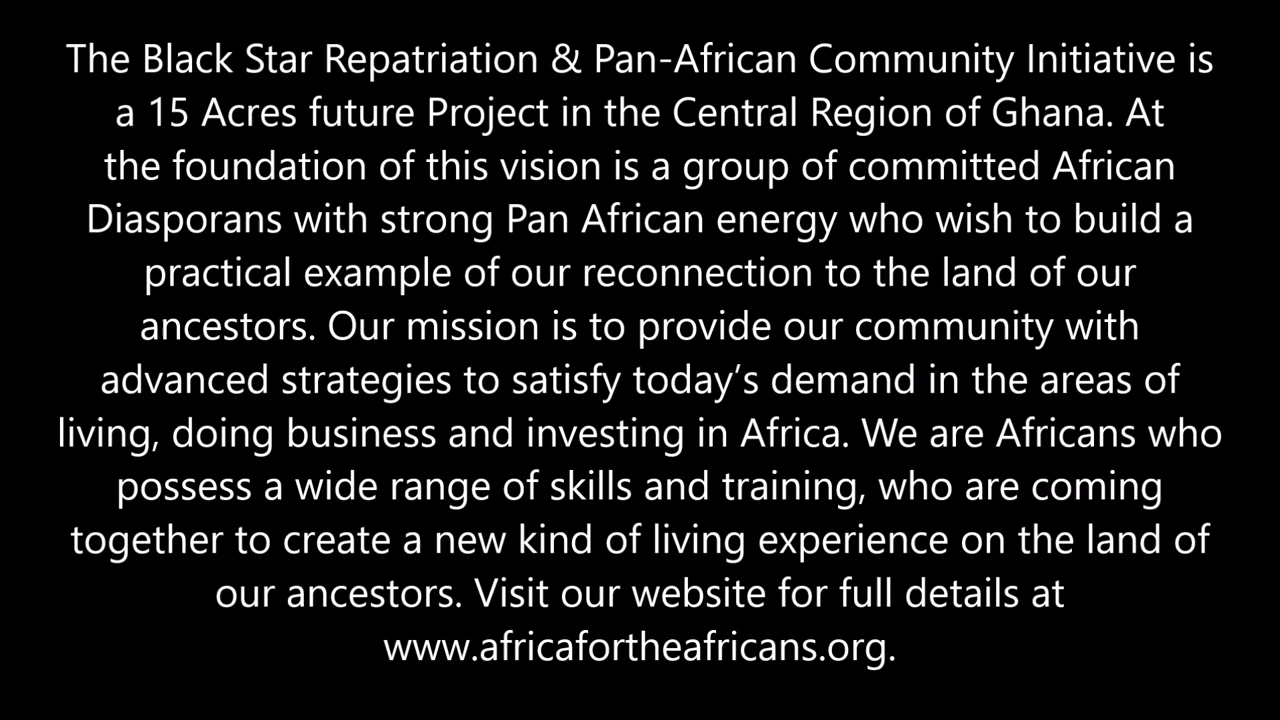 The Black Star Repatriation & Pan-African Community Initiative is
a 15 Acres future Project in the Central Region of Ghana. At
the foundation of this vision is a group of committed African
Diasporans with strong Pan African energy who wish to build a
practical example of our reconnection to the land of our
ancestors. Our mission is to provide our community with
advanced strategies to satisfy today’s demand in the areas of
living, doing business and investing in Africa. We are Africans who
possess a wide range of skills and training, who are coming
together to create a new kind of living experience on the land of
our ancestors. Visit our website for full details at
www.africafortheafricans.org.